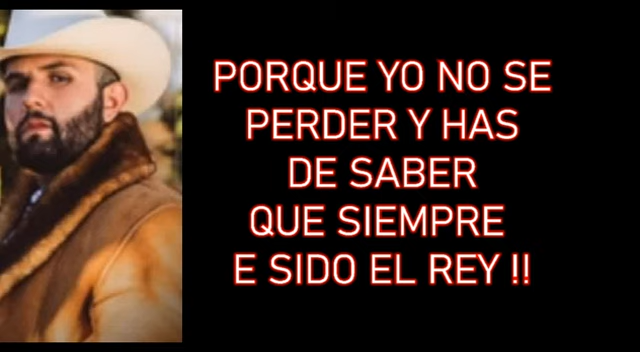 PORQUE YO NO SE
PERDER Y HAS
DE SABER
QUE SIEMPRE
E SIDO EL REY !!